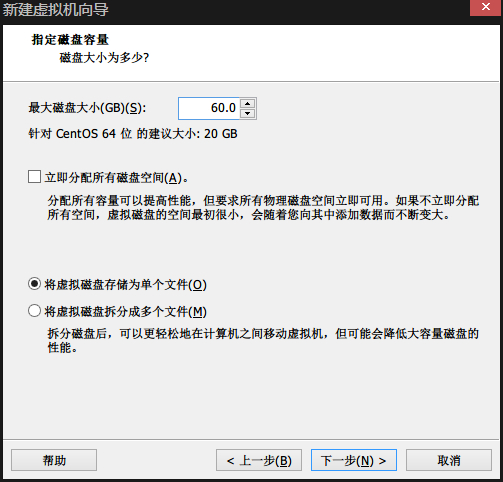 新建虚拟机向导
指定磁盘容量
磁盘大小为多少?
最大磁盘大小(GB)(S): 60.0
针对 CentOS 64 位 的建议大小: 20 GB
立即分配所有磁盘空间(A)。
分配所有容量可以提高性能，但要求所有物理磁盘空间立即可用。如果不立即分配
所有空间，虚拟磁盘的空间最初很小，会随着您向其中添加数据而不断变大。
将虚拟磁盘存储为单个文件(O)
将虚拟磁盘拆分成多个文件(M)
拆分磁盘后，可以更轻松地在计算机之间移动虚拟机，但可能会降低大容量磁盘的
性能。
帮助 < 上一步(B) 下一步(N) > 取消